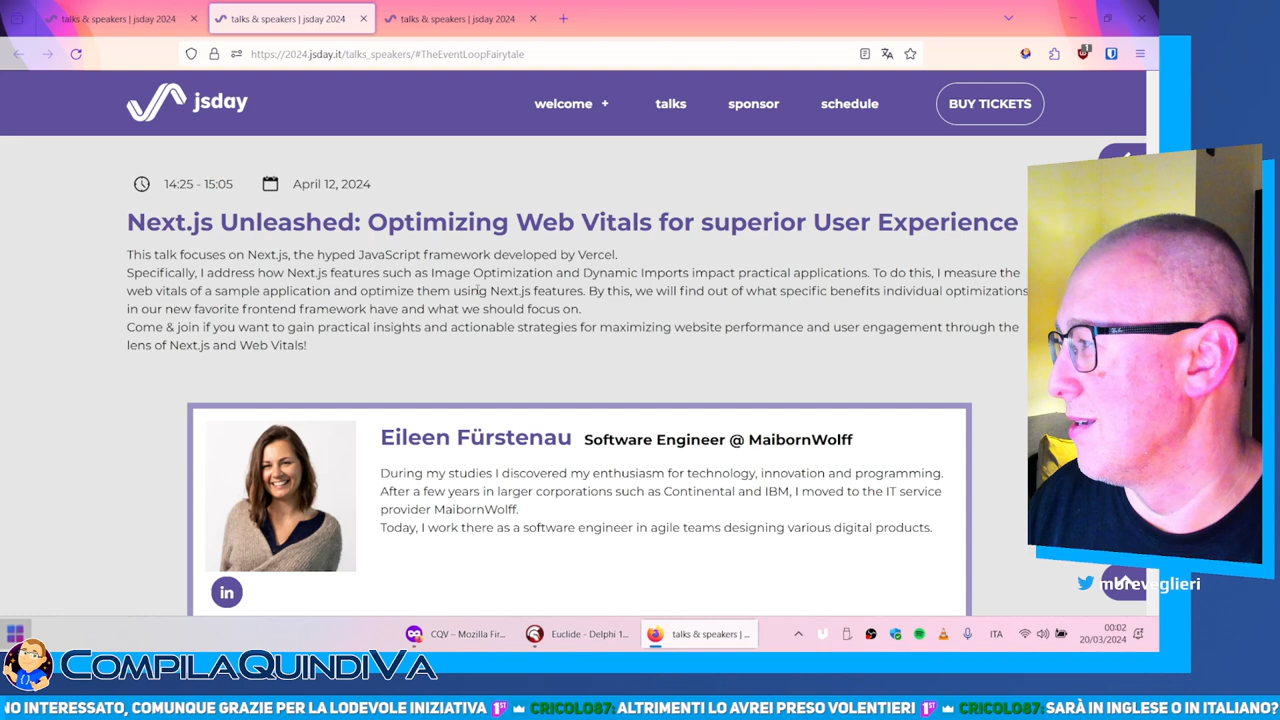 talks & speakers | jsday 2024
talks & speakers | jsday 2024
talks & speakers | jsday 2024
https://2024.jsday.it/talks_speakers/#TheEventLoopFairytale
1
jsday
welcome +
talks
sponsor
schedule
BUY TICKETS
14:25 - 15:05
April 12, 2024
Next.js Unleashed: Optimizing Web Vitals for superior User Experience
This talk focuses on Next.js, the hyped JavaScript framework developed by Vercel.
Specifically, I address how Next.js features such as Image Optimization and Dynamic Imports impact practical applications. To do this, I measure the
web vitals of a sample application and optimize them using Next.js features. By this, we will find out of what specific benefits individual optimizations
in our new favorite frontend framework have and what we should focus on.
Come & join if you want to gain practical insights and actionable strategies for maximizing website performance and user engagement through the
lens of Next.js and Web Vitals!
Eileen Fürstenau Software Engineer @ MaibornWolff
During my studies I discovered my enthusiasm for technology, innovation and programming.
After a few years in larger corporations such as Continental and IBM, I moved to the IT service
provider MaibornWolff.
Today, I work there as a software engineer in agile teams designing various digital products.
in
CQV – Mozilla Fir...
Euclide - Delphi 1...
talks & speakers | ...
ITA
00:02
20/03/2024
COMPILAQUINDIVA
NO INTERESSATO, COMUNQUE GRAZIE PER LA LODEVOLE INIZIATIVA 1ST CRICOLO87: ALTRIMENTI LO AVREI PRESO VOLENTIERI 1ST CRICOLO87: SARÀ IN INGLESE O IN ITALIANO?